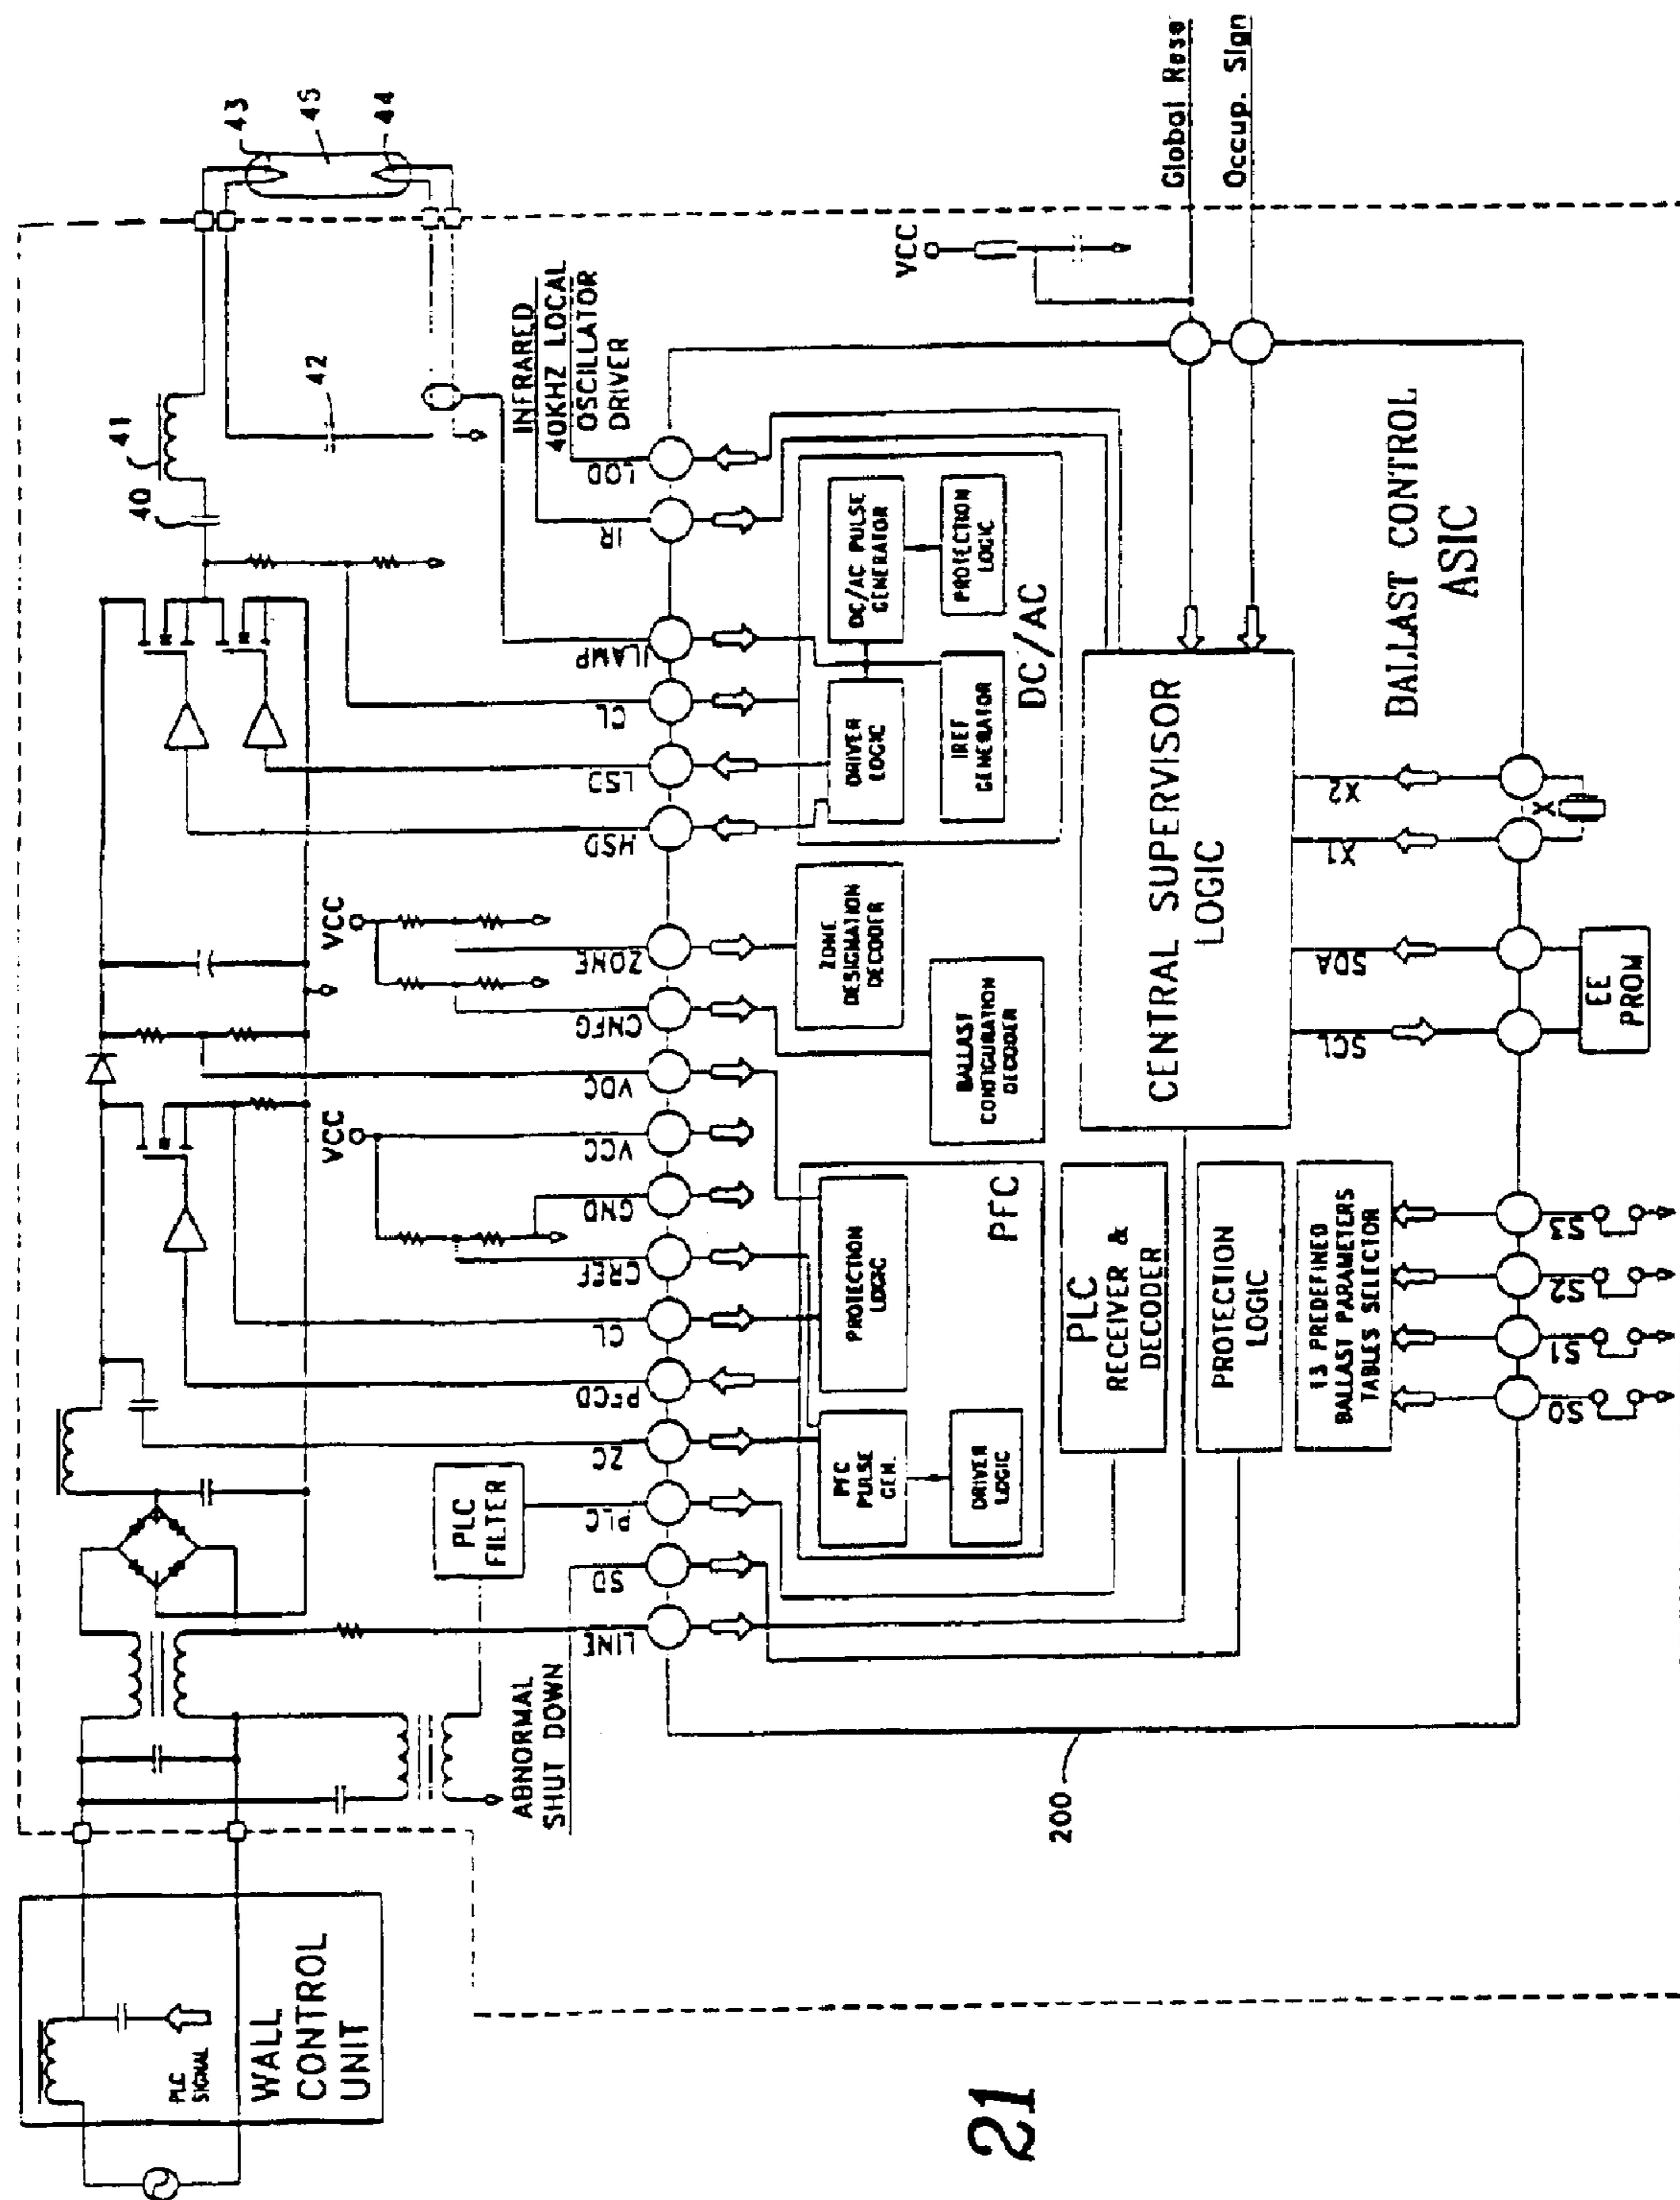 PLC
SIGNAL
WALL
CONTROL
UNIT
43
45
44
41
40
42
INFRARED
40KHZ LOCAL
OSCILLATOR
DRIVER
VCC
VCC
VCC
PLC
FILTER
ABNORMAL
SHUT DOWN
LINE
SD
PLC
ZC
PFCD
CL
CREF
GND
VCC
VDC
CNFG
ZONE
HSD
LSD
CL
ILAMP
IR
LOD
Global Rese
Occup. Sign
PFC
PULSE
GEN.
DRIVER
LOGIC
PROTECTION
LOGIC
PFC
BALLAST
CONFIGURATION
DECODER
ZONE
DESIGNATION
DECODER
DRIVER
LOGIC
DC/AC PULSE
GENERATOR
IREF
GENERATOR
PROTECTION
LOGIC
DC/AC
PLC
RECEIVER &
DECODER
PROTECTION
LOGIC
13 PREDEFINED
BALLAST PARAMETERS
TABLES SELECTOR
CENTRAL SUPERVISOR
LOGIC
BALLAST CONTROL
ASIC
S0
S1
S2
S3
SCL
SDA
X1
X2
X
EE
PROM
200
21